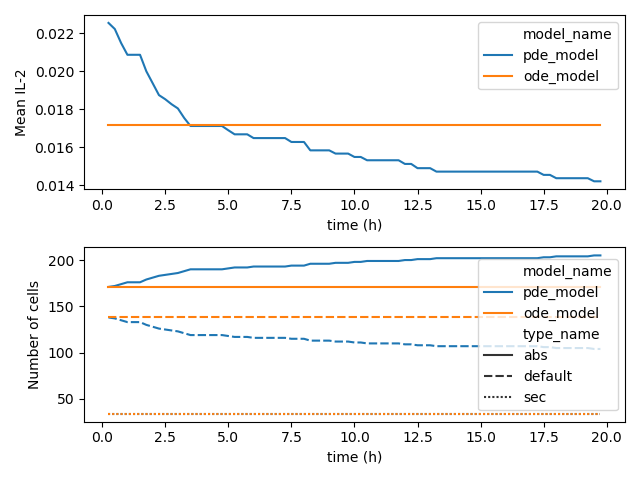 0.022
0.020
0.018
0.016
0.014
Mean IL-2
model_name
pde_model
ode_model
0.0 2.5 5.0 7.5 10.0 12.5 15.0 17.5 20.0
time (h)
200
150
100
50
Number of cells
model_name
pde_model
ode_model
type_name
abs
default
sec
0.0 2.5 5.0 7.5 10.0 12.5 15.0 17.5 20.0
time (h)